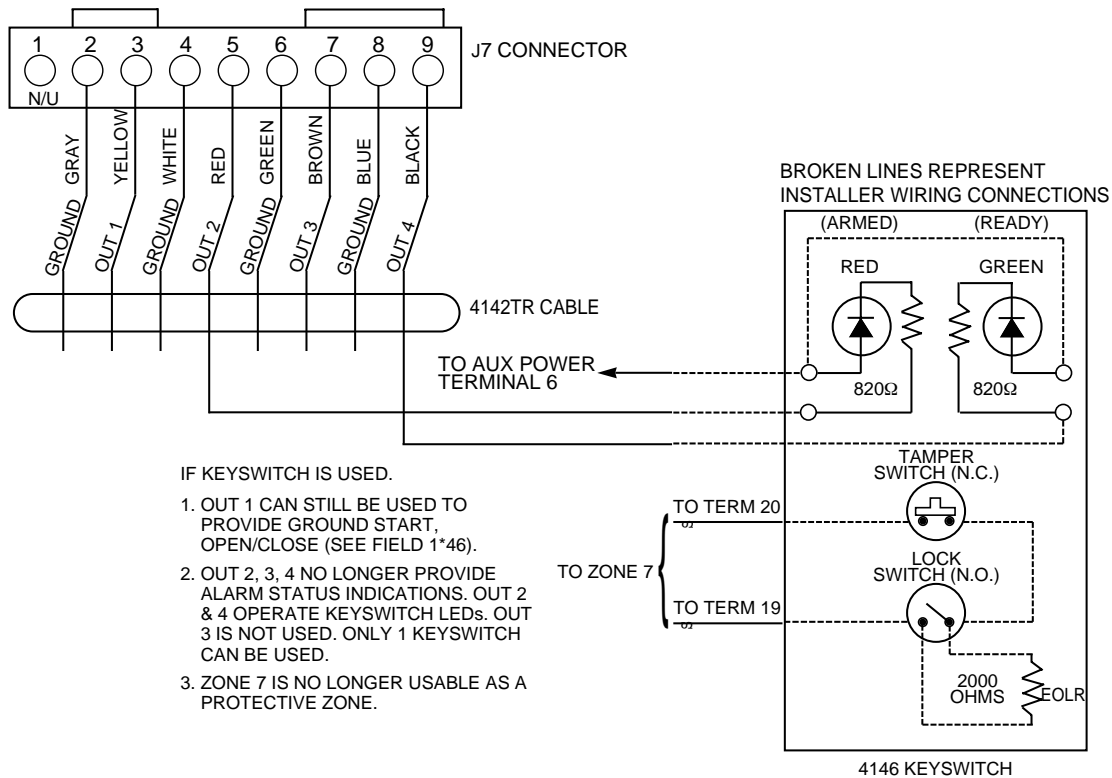 1 2 3 4 5 6 7 8 9
J7 CONNECTOR
N/U
GRAY
YELLOW
WHITE
RED
GREEN
BROWN
BLUE
BLACK
GROUND
OUT 1
GROUND
OUT 2
GROUND
OUT 3
GROUND
OUT 4
4142TR CABLE
BROKEN LINES REPRESENT
INSTALLER WIRING CONNECTIONS
(ARMED) (READY)
RED GREEN
820Ω 820Ω
TO AUX POWER
TERMINAL 6
TAMPER
SWITCH (N.C.)
TO TERM 20
LOCK
SWITCH (N.O.)
TO ZONE 7
TO TERM 19
2000
OHMS
EOLR
4146 KEYSWITCH
IF KEYSWITCH IS USED.
1. OUT 1 CAN STILL BE USED TO
PROVIDE GROUND START,
OPEN/CLOSE (SEE FIELD 1*46).
2. OUT 2, 3, 4 NO LONGER PROVIDE
ALARM STATUS INDICATIONS. OUT 2
& 4 OPERATE KEYSWITCH LEDs. OUT
3 IS NOT USED. ONLY 1 KEYSWITCH
CAN BE USED.
3. ZONE 7 IS NO LONGER USABLE AS A
PROTECTIVE ZONE.